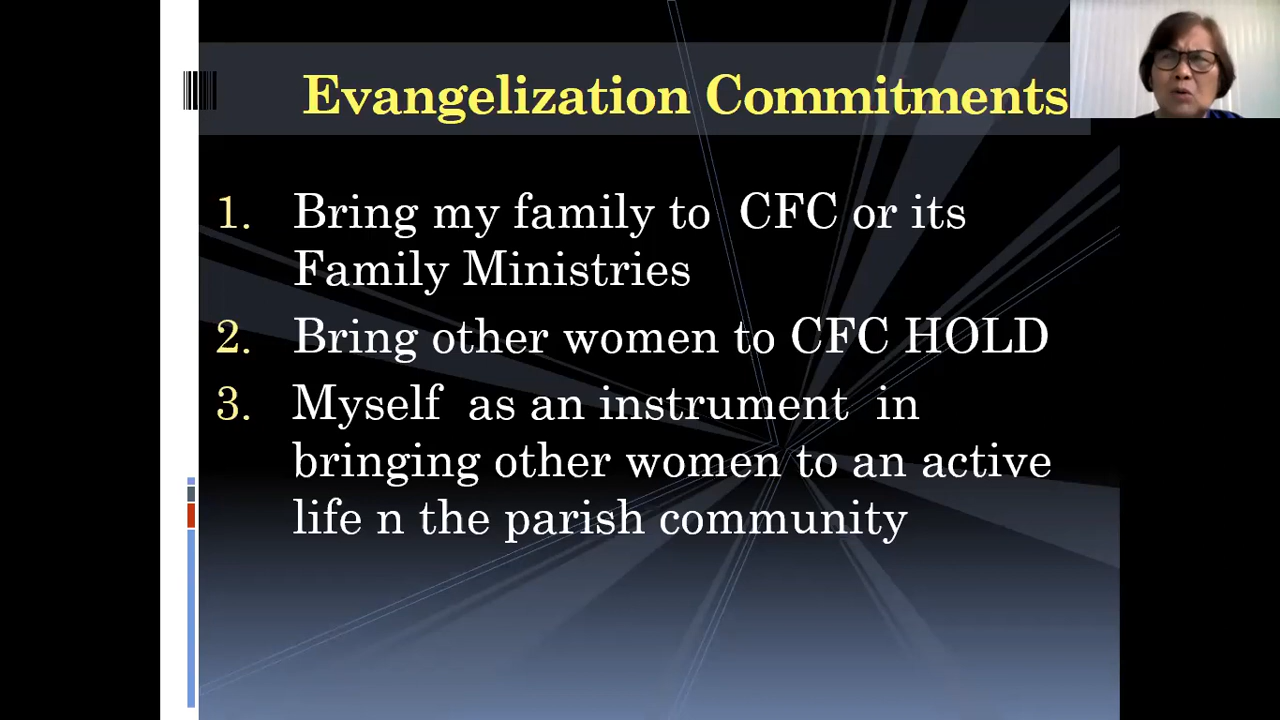 Evangelization Commitments
1. Bring my family to CFC or its
Family Ministries
2. Bring other women to CFC HOLD
3. Myself as an instrument in
bringing other women to an active
life n the parish community